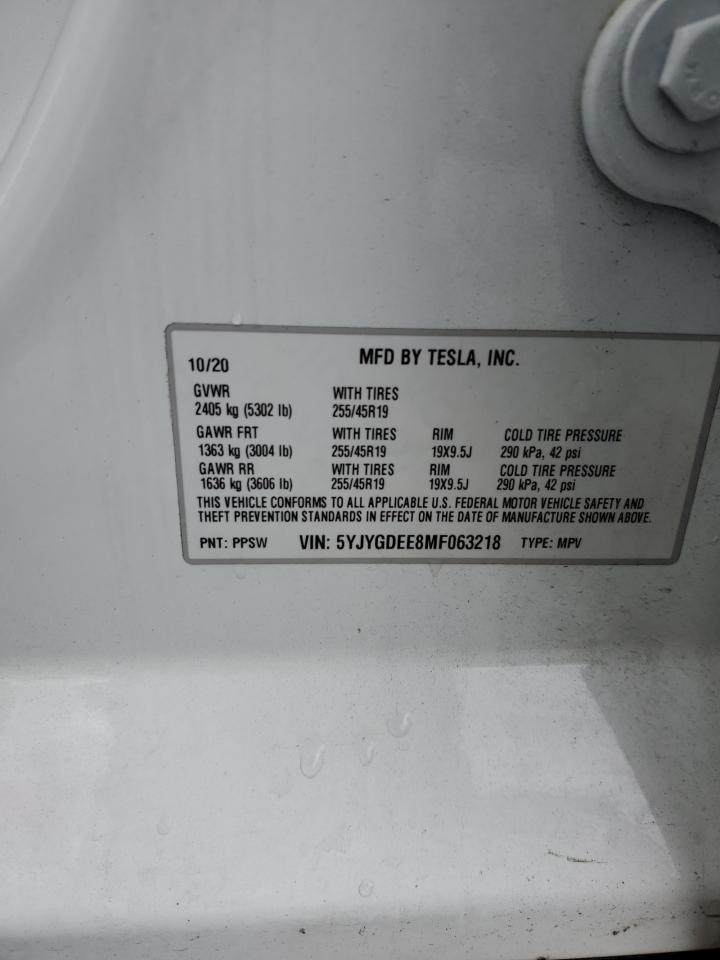 10/20 MFD BY TESLA, INC.
GVWR WITH TIRES
2405 kg (5302 lb) 255/45R19
GAWR FRT WITH TIRES RIM COLD TIRE PRESSURE
1363 kg (3004 lb) 255/45R19 19X9.5J 290 kPa, 42 psi
GAWR RR WITH TIRES RIM COLD TIRE PRESSURE
1636 kg (3606 lb) 255/45R19 19X9.5J 290 kPa, 42 psi
THIS VEHICLE CONFORMS TO ALL APPLICABLE U.S. FEDERAL MOTOR VEHICLE SAFETY AND
THEFT PREVENTION STANDARDS IN EFFECT ON THE DATE OF MANUFACTURE SHOWN ABOVE.
PNT: PPSW VIN: 5YJYGDEE8MF063218 TYPE: MPV